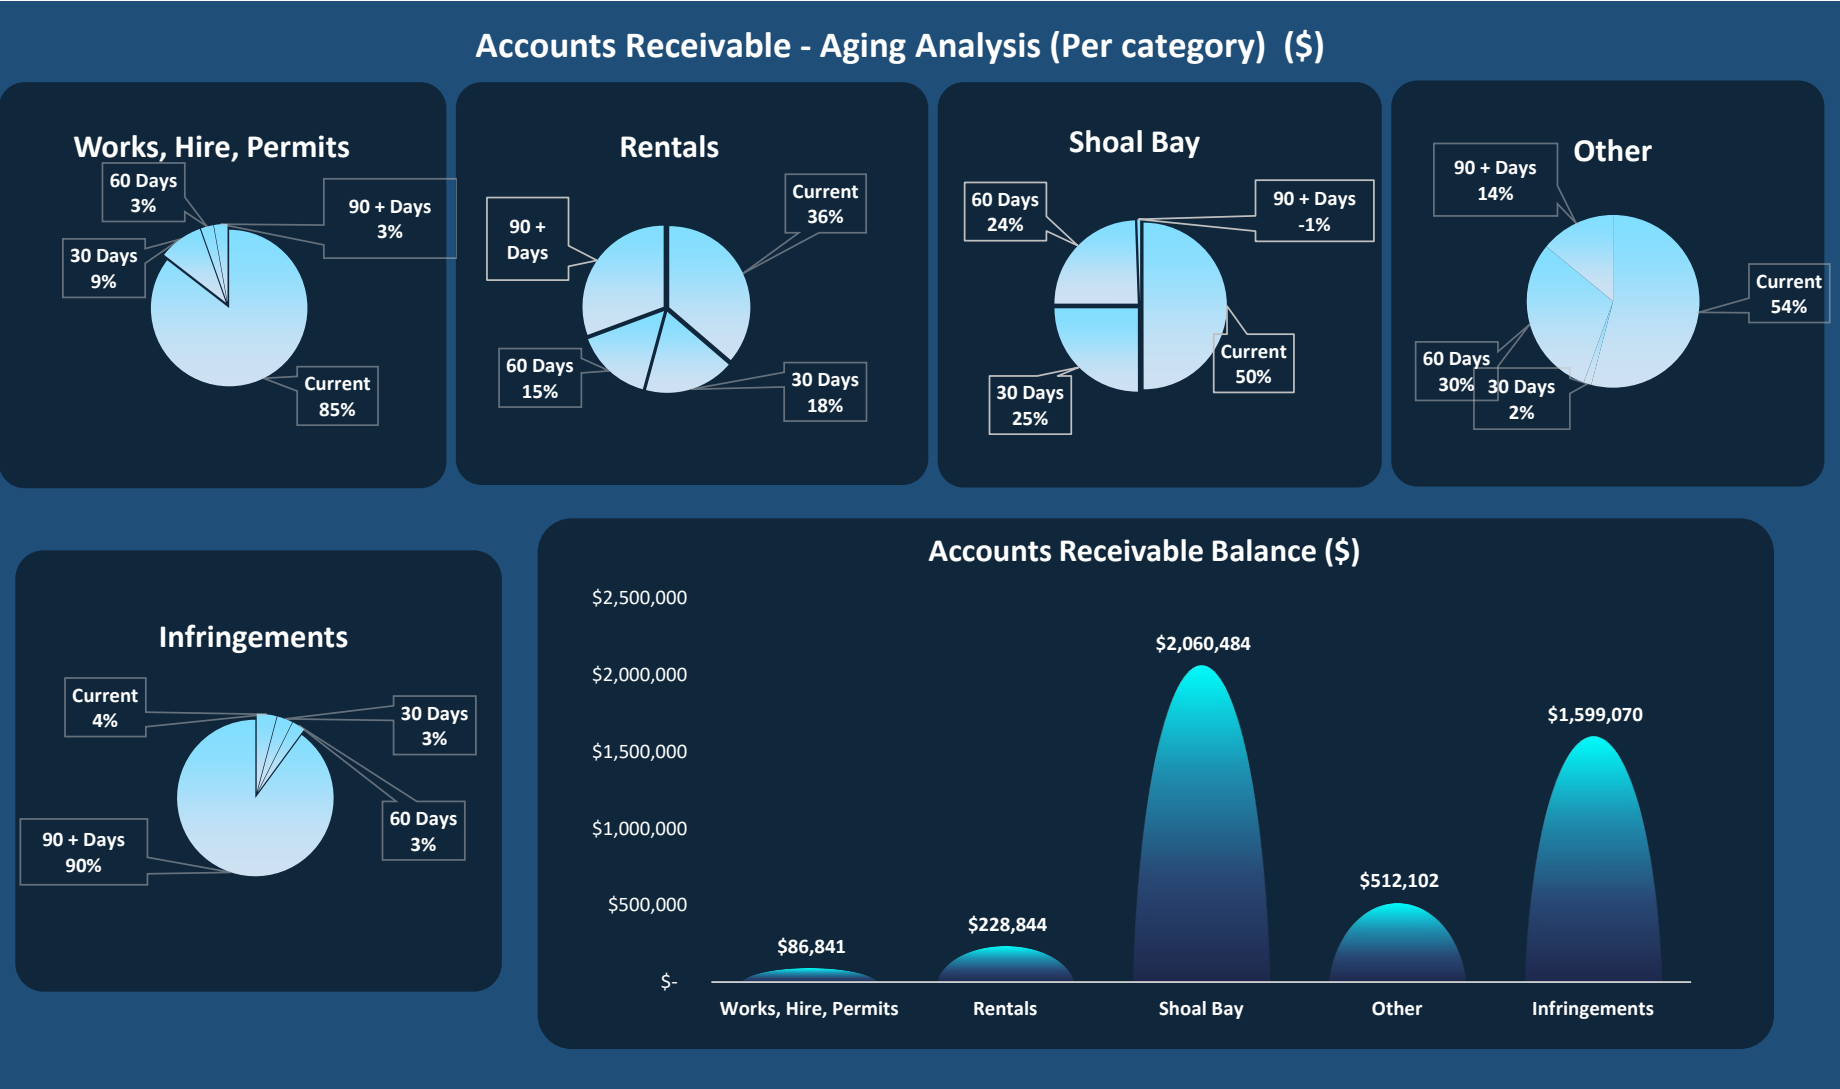 Accounts Receivable - Aging Analysis (Per category)  ($)
Works, Hire, Permits
60 Days
3%
90 + Days
3%
30 Days
9%
Current
85%
Rentals
Current
36%
90 +
Days
60 Days
15%
30 Days
18%
Shoal Bay
60 Days
24%
90 + Days
-1%
Current
50%
30 Days
25%
Other
90 + Days
14%
Current
54%
60 Days
30%
30 Days
2%
Infringements
Current
4%
30 Days
3%
60 Days
3%
90 + Days
90%
Accounts Receivable Balance ($)
$2,500,000
$2,000,000
$1,500,000
$1,000,000
$500,000
$-
$86,841
$228,844
$2,060,484
$512,102
$1,599,070
Works, Hire, Permits
Rentals
Shoal Bay
Other
Infringements